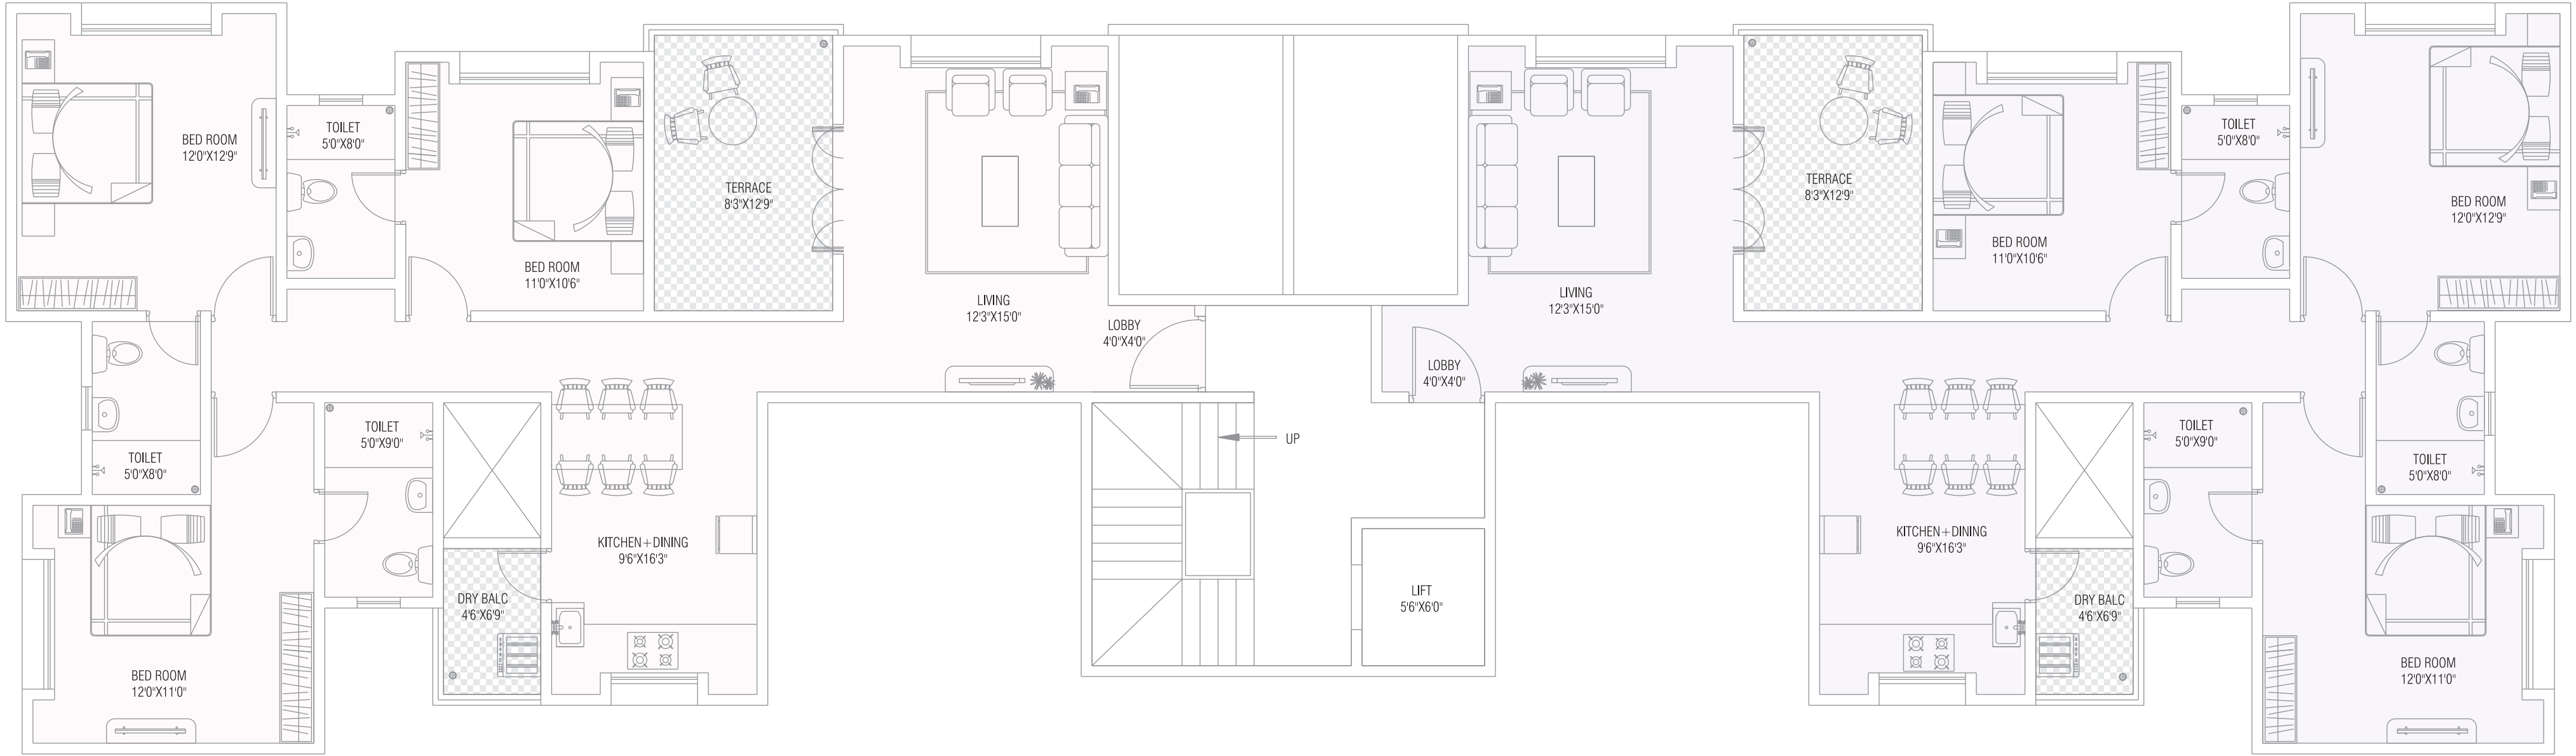 BED ROOM
12'0"X12'9"
TOILET
5'0"X8'0"
BED ROOM
11'0"X10'6"
TERRACE
8'3"X12'9"
LIVING
12'3"X15'0"
LOBBY
4'0"X4'0"
TOILET
5'0"X8'0"
TOILET
5'0"X9'0"
KITCHEN+DINING
9'6"X16'3"
DRY BALC
4'6"X6'9"
BED ROOM
12'0"X11'0"
UP
LIFT
5'6"X6'0"
LIVING
12'3"X15'0"
LOBBY
4'0"X4'0"
TERRACE
8'3"X12'9"
BED ROOM
11'0"X10'6"
TOILET
5'0"X8'0"
BED ROOM
12'0"X12'9"
KITCHEN+DINING
9'6"X16'3"
TOILET
5'0"X9'0"
TOILET
5'0"X8'0"
DRY BALC
4'6"X6'9"
BED ROOM
12'0"X11'0"